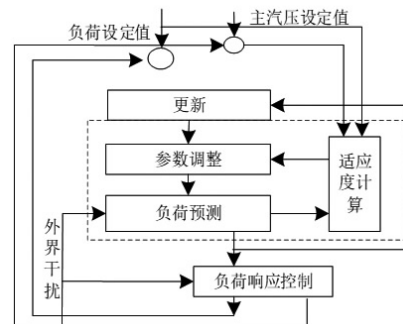 负荷设定值
主汽压设定值
更新
参数调整
适应
度计
算
负荷预测
外界干扰
负荷响应控制